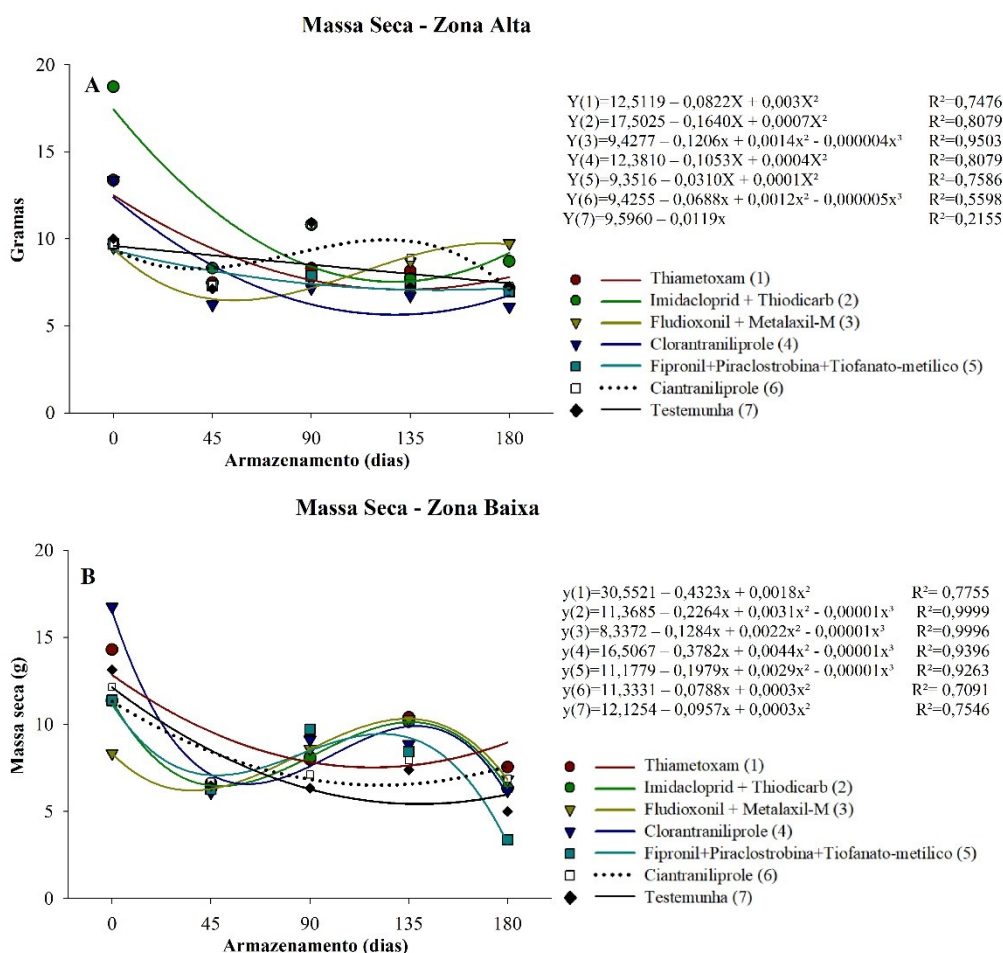 Massa Seca - Zona Alta
A
Gramas
20
15
10
5
0
0 45 90 135 180
Armazenamento (dias)
Y(1)=12,5119 – 0,0822X + 0,003X² R²=0,7476
Y(2)=17,5025 – 0,1640X + 0,0007X² R²=0,8079
Y(3)=9,4277 – 0,1206x + 0,0014x² - 0,000004x³ R²=0,9503
Y(4)=12,3810 – 0,1053X + 0,0004X² R²=0,8079
Y(5)=9,3516 – 0,0310X + 0,0001X² R²=0,7586
Y(6)=9,4255 – 0,0688x + 0,0012x² - 0,000005x³ R²=0,5598
Y(7)=9,5960 – 0,0119x R²=0,2155
Thiametoxam (1)
Imidacloprid + Thiodicarb (2)
Fludioxonil + Metalaxil-M (3)
Clorantraniliprole (4)
Fipronil+Piraclostrobina+Tiofanato-metilico (5)
Ciantraniliprole (6)
Testemunha (7)
Massa Seca - Zona Baixa
B
Massa seca (g)
20
15
10
5
0
0 45 90 135 180
Armazenamento (dias)
y(1)=30,5521 – 0,4323x + 0,0018x² R²= 0,7755
y(2)=11,3685 – 0,2264x + 0,0031x² - 0,00001x³ R²=0,9999
y(3)=8,3372 – 0,1284x + 0,0022x² - 0,00001x³ R²=0,9996
y(4)=16,5067 – 0,3782x + 0,0044x² - 0,00001x³ R²=0,9396
y(5)=11,1779 – 0,1979x + 0,0029x² - 0,00001x³ R²=0,9263
y(6)=11,3331 – 0,0788x + 0,0003x² R²= 0,7091
y(7)=12,1254 – 0,0957x + 0,0003x² R²=0,7546
Thiametoxam (1)
Imidacloprid + Thiodicarb (2)
Fludioxonil + Metalaxil-M (3)
Clorantraniliprole (4)
Fipronil+Piraclostrobina+Tiofanato-metilico (5)
Ciantraniliprole (6)
Testemunha (7)